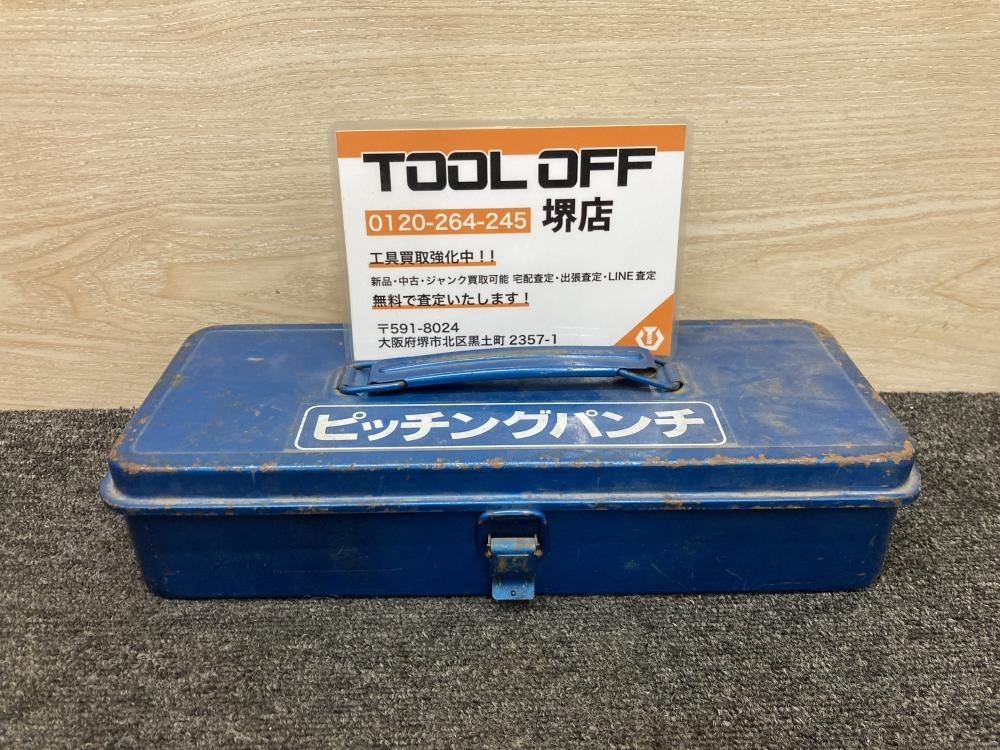 TOOL OFF
0120-264-245 堺店
工具買取強化中！！
新品・中古・ジャンク買取可能 宅配査定・出張査定・LINE査定
無料で査定いたします！
〒591-8024
大阪府堺市北区黒土町 2357-1
ピッチングパンチ